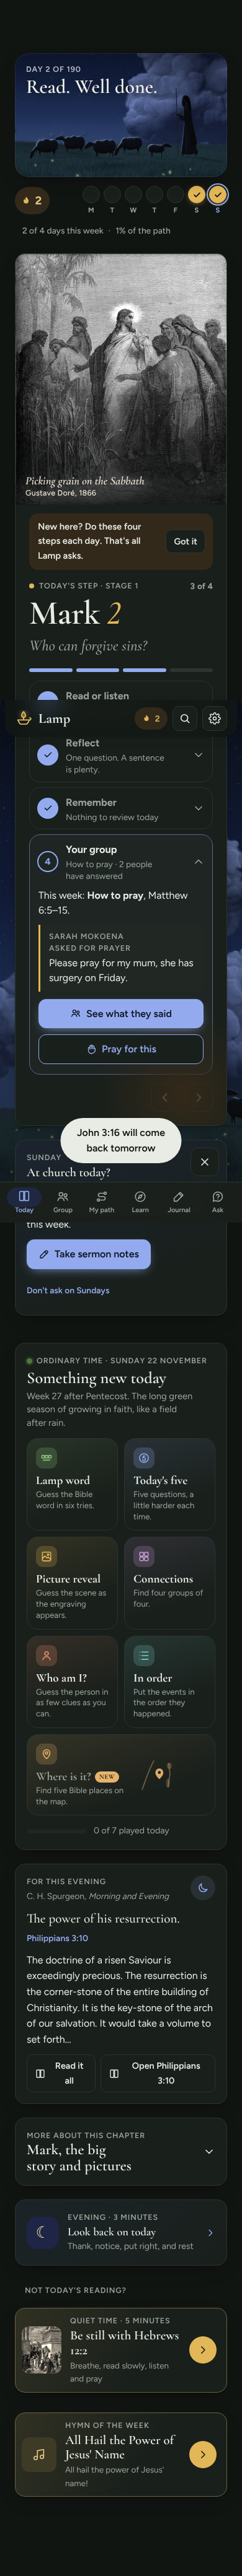 DAY 2 OF 190
Read. Well done.
2
M T W T F S S
2 of 4 days this week · 1% of the path
Picking grain on the Sabbath
Gustave Doré, 1866
New here? Do these four
steps each day. That's all
Lamp asks.
Got it
TODAY'S STEP · STAGE 1
3 of 4
Mark 2
Who can forgive sins?
Read or listen
Lamp
2
Reflect
One question. A sentence
is plenty.
Remember
Nothing to review today
4
Your group
How to pray · 2 people
have answered
This week: How to pray, Matthew
6:5–15.
SARAH MOKOENA
ASKED FOR PRAYER
Please pray for my mum, she has
surgery on Friday.
See what they said
Pray for this
John 3:16 will come
back tomorrow
SUNDAY
At church today?
Today
Group
My path
Learn
Journal
Ask
this week.
Take sermon notes
Don't ask on Sundays
ORDINARY TIME · SUNDAY 22 NOVEMBER
Something new today
Week 27 after Pentecost. The long green
season of growing in faith, like a field
after rain.
Lamp word
Guess the Bible
word in six tries.
Today's five
Five questions, a
little harder each
time.
Picture reveal
Guess the scene as
the engraving
appears.
Connections
Find four groups of
four.
Who am I?
Guess the person in
as few clues as you
can.
In order
Put the events in
the order they
happened.
Where is it? NEW
Find five Bible places on
the map.
0 of 7 played today
FOR THIS EVENING
C. H. Spurgeon, Morning and Evening
The power of his resurrection.
Philippians 3:10
The doctrine of a risen Saviour is
exceedingly precious. The resurrection is
the corner-stone of the entire building of
Christianity. It is the key-stone of the arch
of our salvation. It would take a volume to
set forth…
Read it
all
Open Philippians
3:10
MORE ABOUT THIS CHAPTER
Mark, the big
story and pictures
EVENING · 3 MINUTES
Look back on today
Thank, notice, put right, and rest
NOT TODAY'S READING?
QUIET TIME · 5 MINUTES
Be still with Hebrews
12:2
Breathe, read slowly, listen
and pray
HYMN OF THE WEEK
All Hail the Power of
Jesus' Name
All hail the power of Jesus'
name!